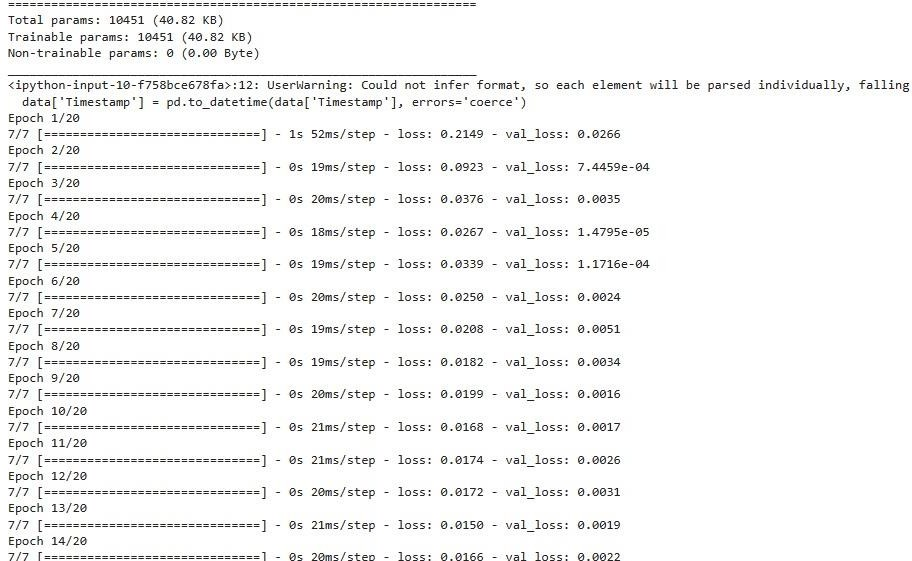 =================================================================
Total params: 10451 (40.82 KB)
Trainable params: 10451 (40.82 KB)
Non-trainable params: 0 (0.00 Byte)
_________________________________________________________________
<ipython-input-10-f758bce678fa>:12: UserWarning: Could not infer format, so each element will be parsed individually, falling
  data['Timestamp'] = pd.to_datetime(data['Timestamp'], errors='coerce')
Epoch 1/20
7/7 [==============================] - 1s 52ms/step - loss: 0.2149 - val_loss: 0.0266
Epoch 2/20
7/7 [==============================] - 0s 19ms/step - loss: 0.0923 - val_loss: 7.4459e-04
Epoch 3/20
7/7 [==============================] - 0s 20ms/step - loss: 0.0376 - val_loss: 0.0035
Epoch 4/20
7/7 [==============================] - 0s 18ms/step - loss: 0.0267 - val_loss: 1.4795e-05
Epoch 5/20
7/7 [==============================] - 0s 19ms/step - loss: 0.0339 - val_loss: 1.1716e-04
Epoch 6/20
7/7 [==============================] - 0s 20ms/step - loss: 0.0250 - val_loss: 0.0024
Epoch 7/20
7/7 [==============================] - 0s 19ms/step - loss: 0.0208 - val_loss: 0.0051
Epoch 8/20
7/7 [==============================] - 0s 19ms/step - loss: 0.0182 - val_loss: 0.0034
Epoch 9/20
7/7 [==============================] - 0s 20ms/step - loss: 0.0199 - val_loss: 0.0016
Epoch 10/20
7/7 [==============================] - 0s 21ms/step - loss: 0.0168 - val_loss: 0.0017
Epoch 11/20
7/7 [==============================] - 0s 21ms/step - loss: 0.0174 - val_loss: 0.0026
Epoch 12/20
7/7 [==============================] - 0s 20ms/step - loss: 0.0172 - val_loss: 0.0031
Epoch 13/20
7/7 [==============================] - 0s 21ms/step - loss: 0.0150 - val_loss: 0.0019
Epoch 14/20
7/7 [==============================] - 0s 20ms/step - loss: 0.0166 - val_loss: 0.0022